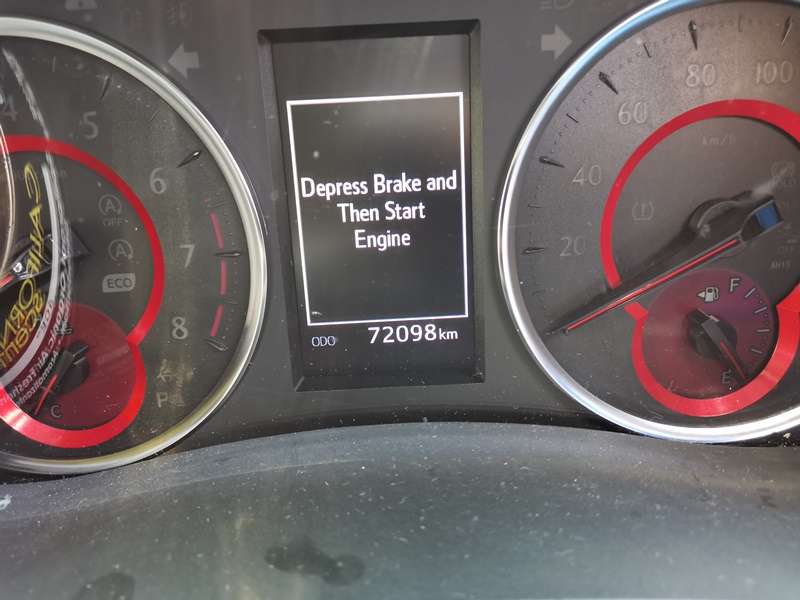 5
6
7
8
OFF
ECO
P
C
CALIFORNIA
Depress Brake and
Then Start
Engine
ODO 72098km
20
40
60
80
100
km/h
F
E